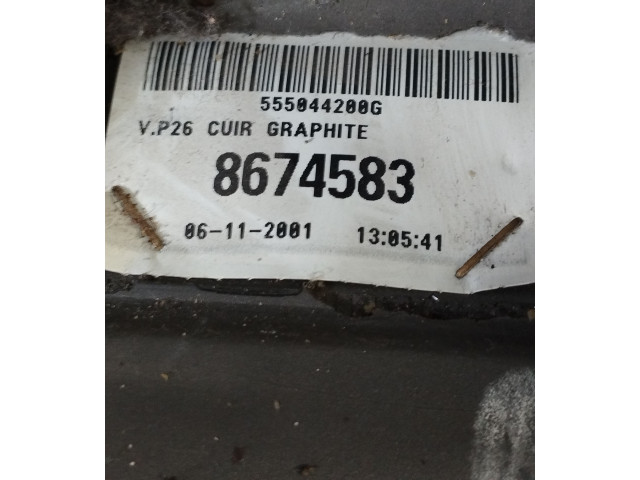 555044200G
V.P26 CUIR GRAPHITE
8674583
06-11-2001 13:05:41